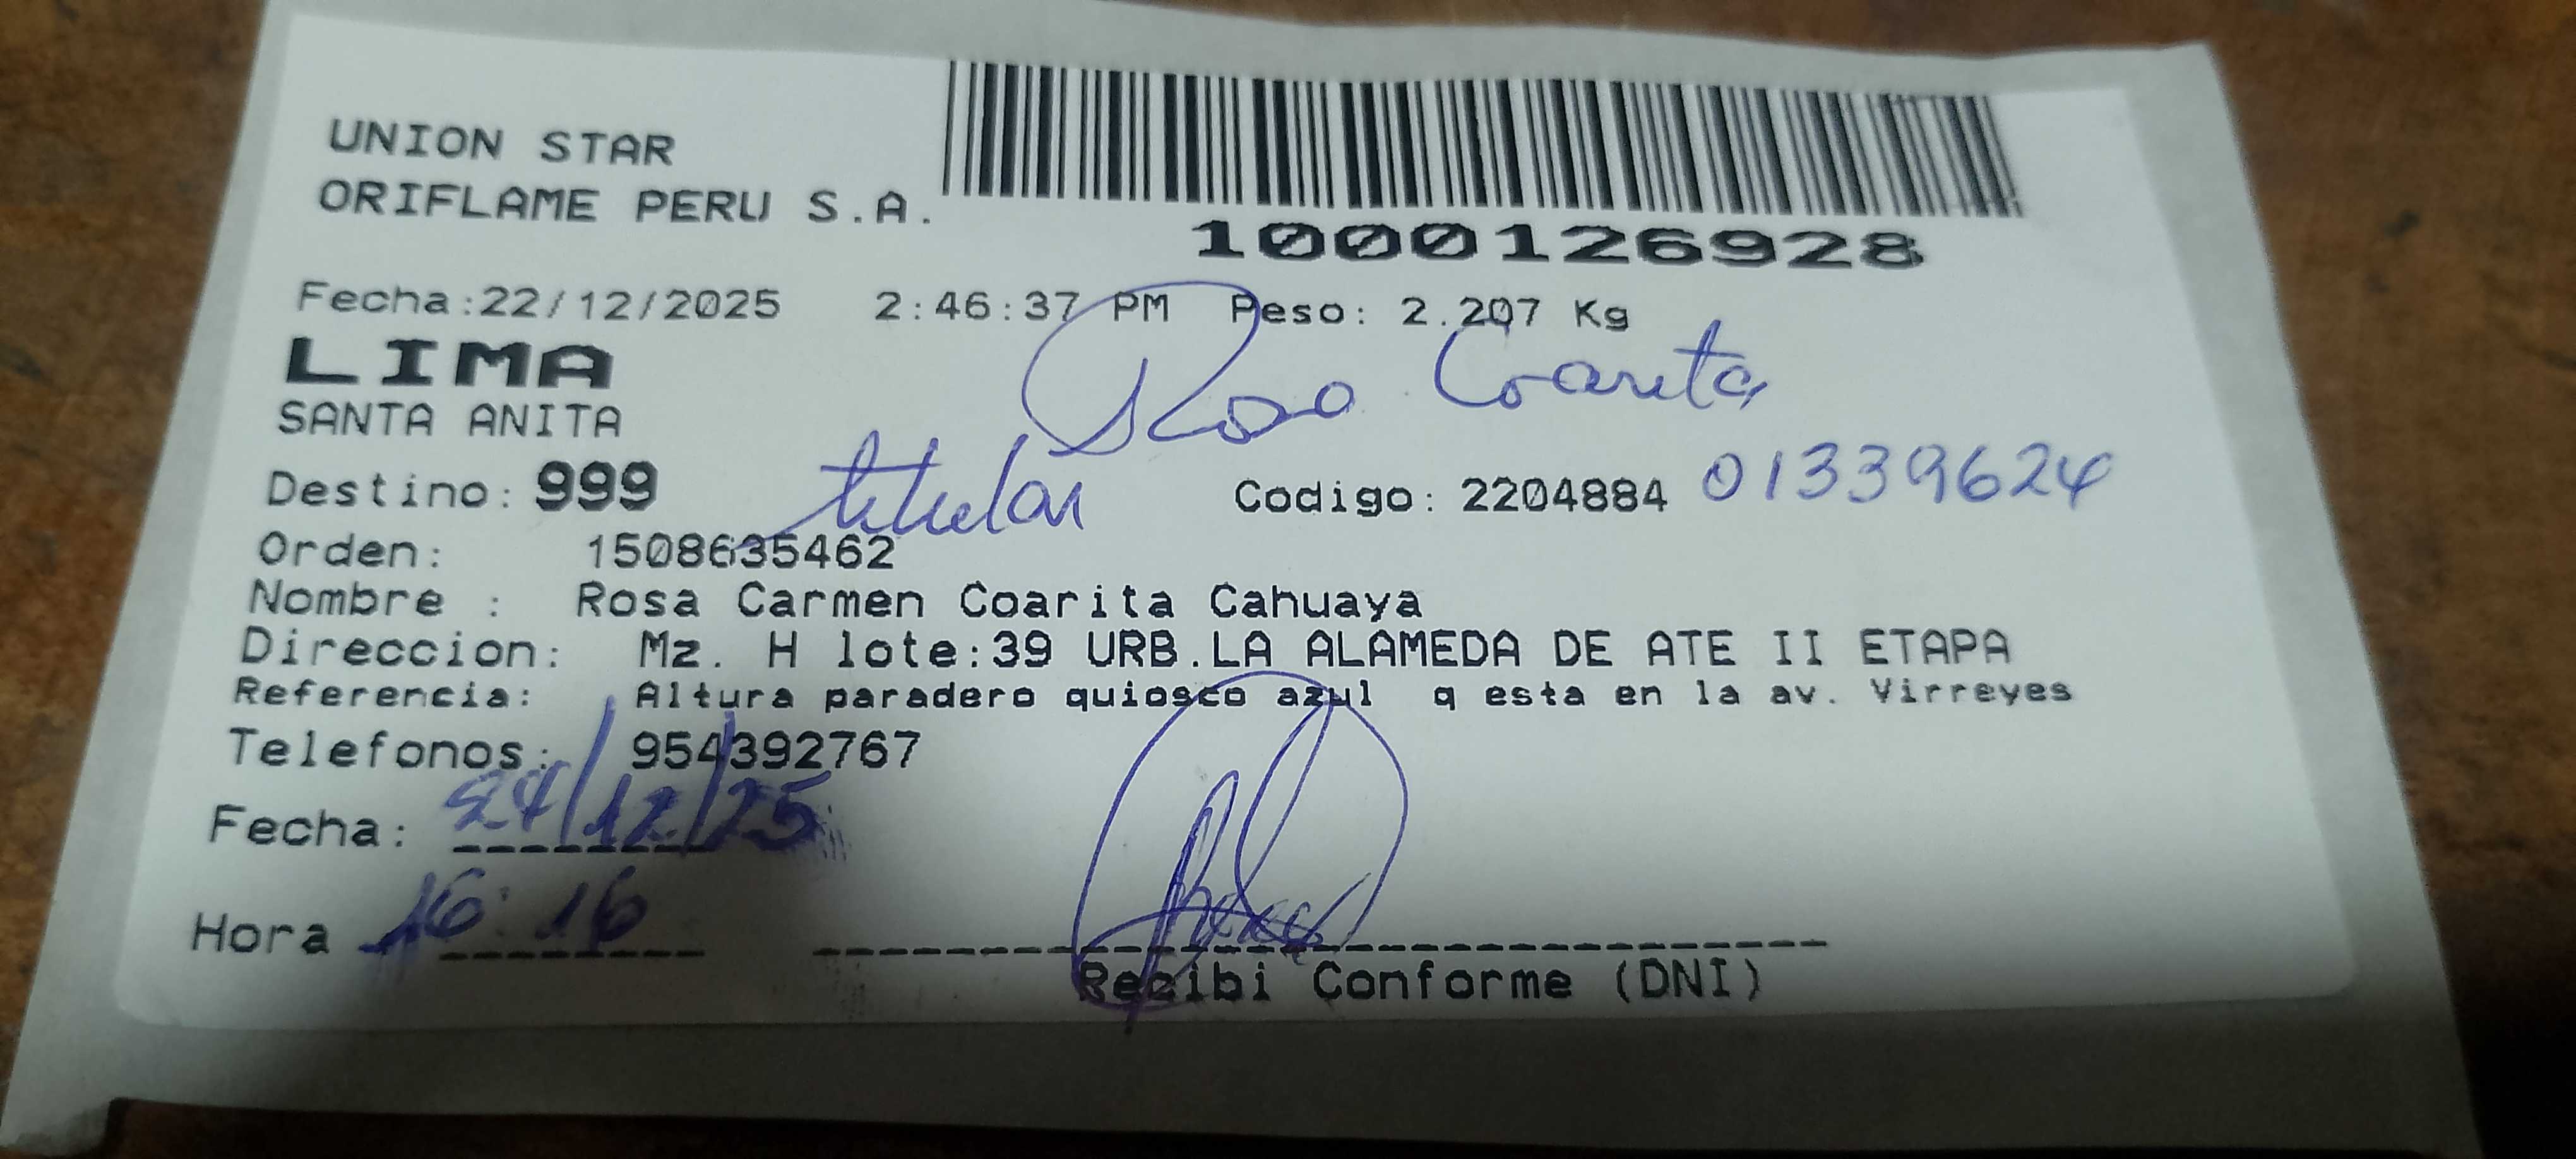 UNION STAR
ORIFLAME PERU S.A.
1000126928
Fecha:22/12/2025 2:46:37 PM Peso: 2.207 Kg
LIMA
Rosa Coarita
SANTA ANITA
Destino: 999 titular Codigo: 2204884 01339624
Orden: 1508635462
Nombre : Rosa Carmen Coarita Cahuaya
Direccion: Mz. H lote:39 URB.LA ALAMEDA DE ATE II ETAPA
Referencia: Altura paradero quiosco azul q esta en la av. Virreyes
Telefonos: 954392767
Fecha: 24/12/25
Hora 16:16
Recibi Conforme (DNI)